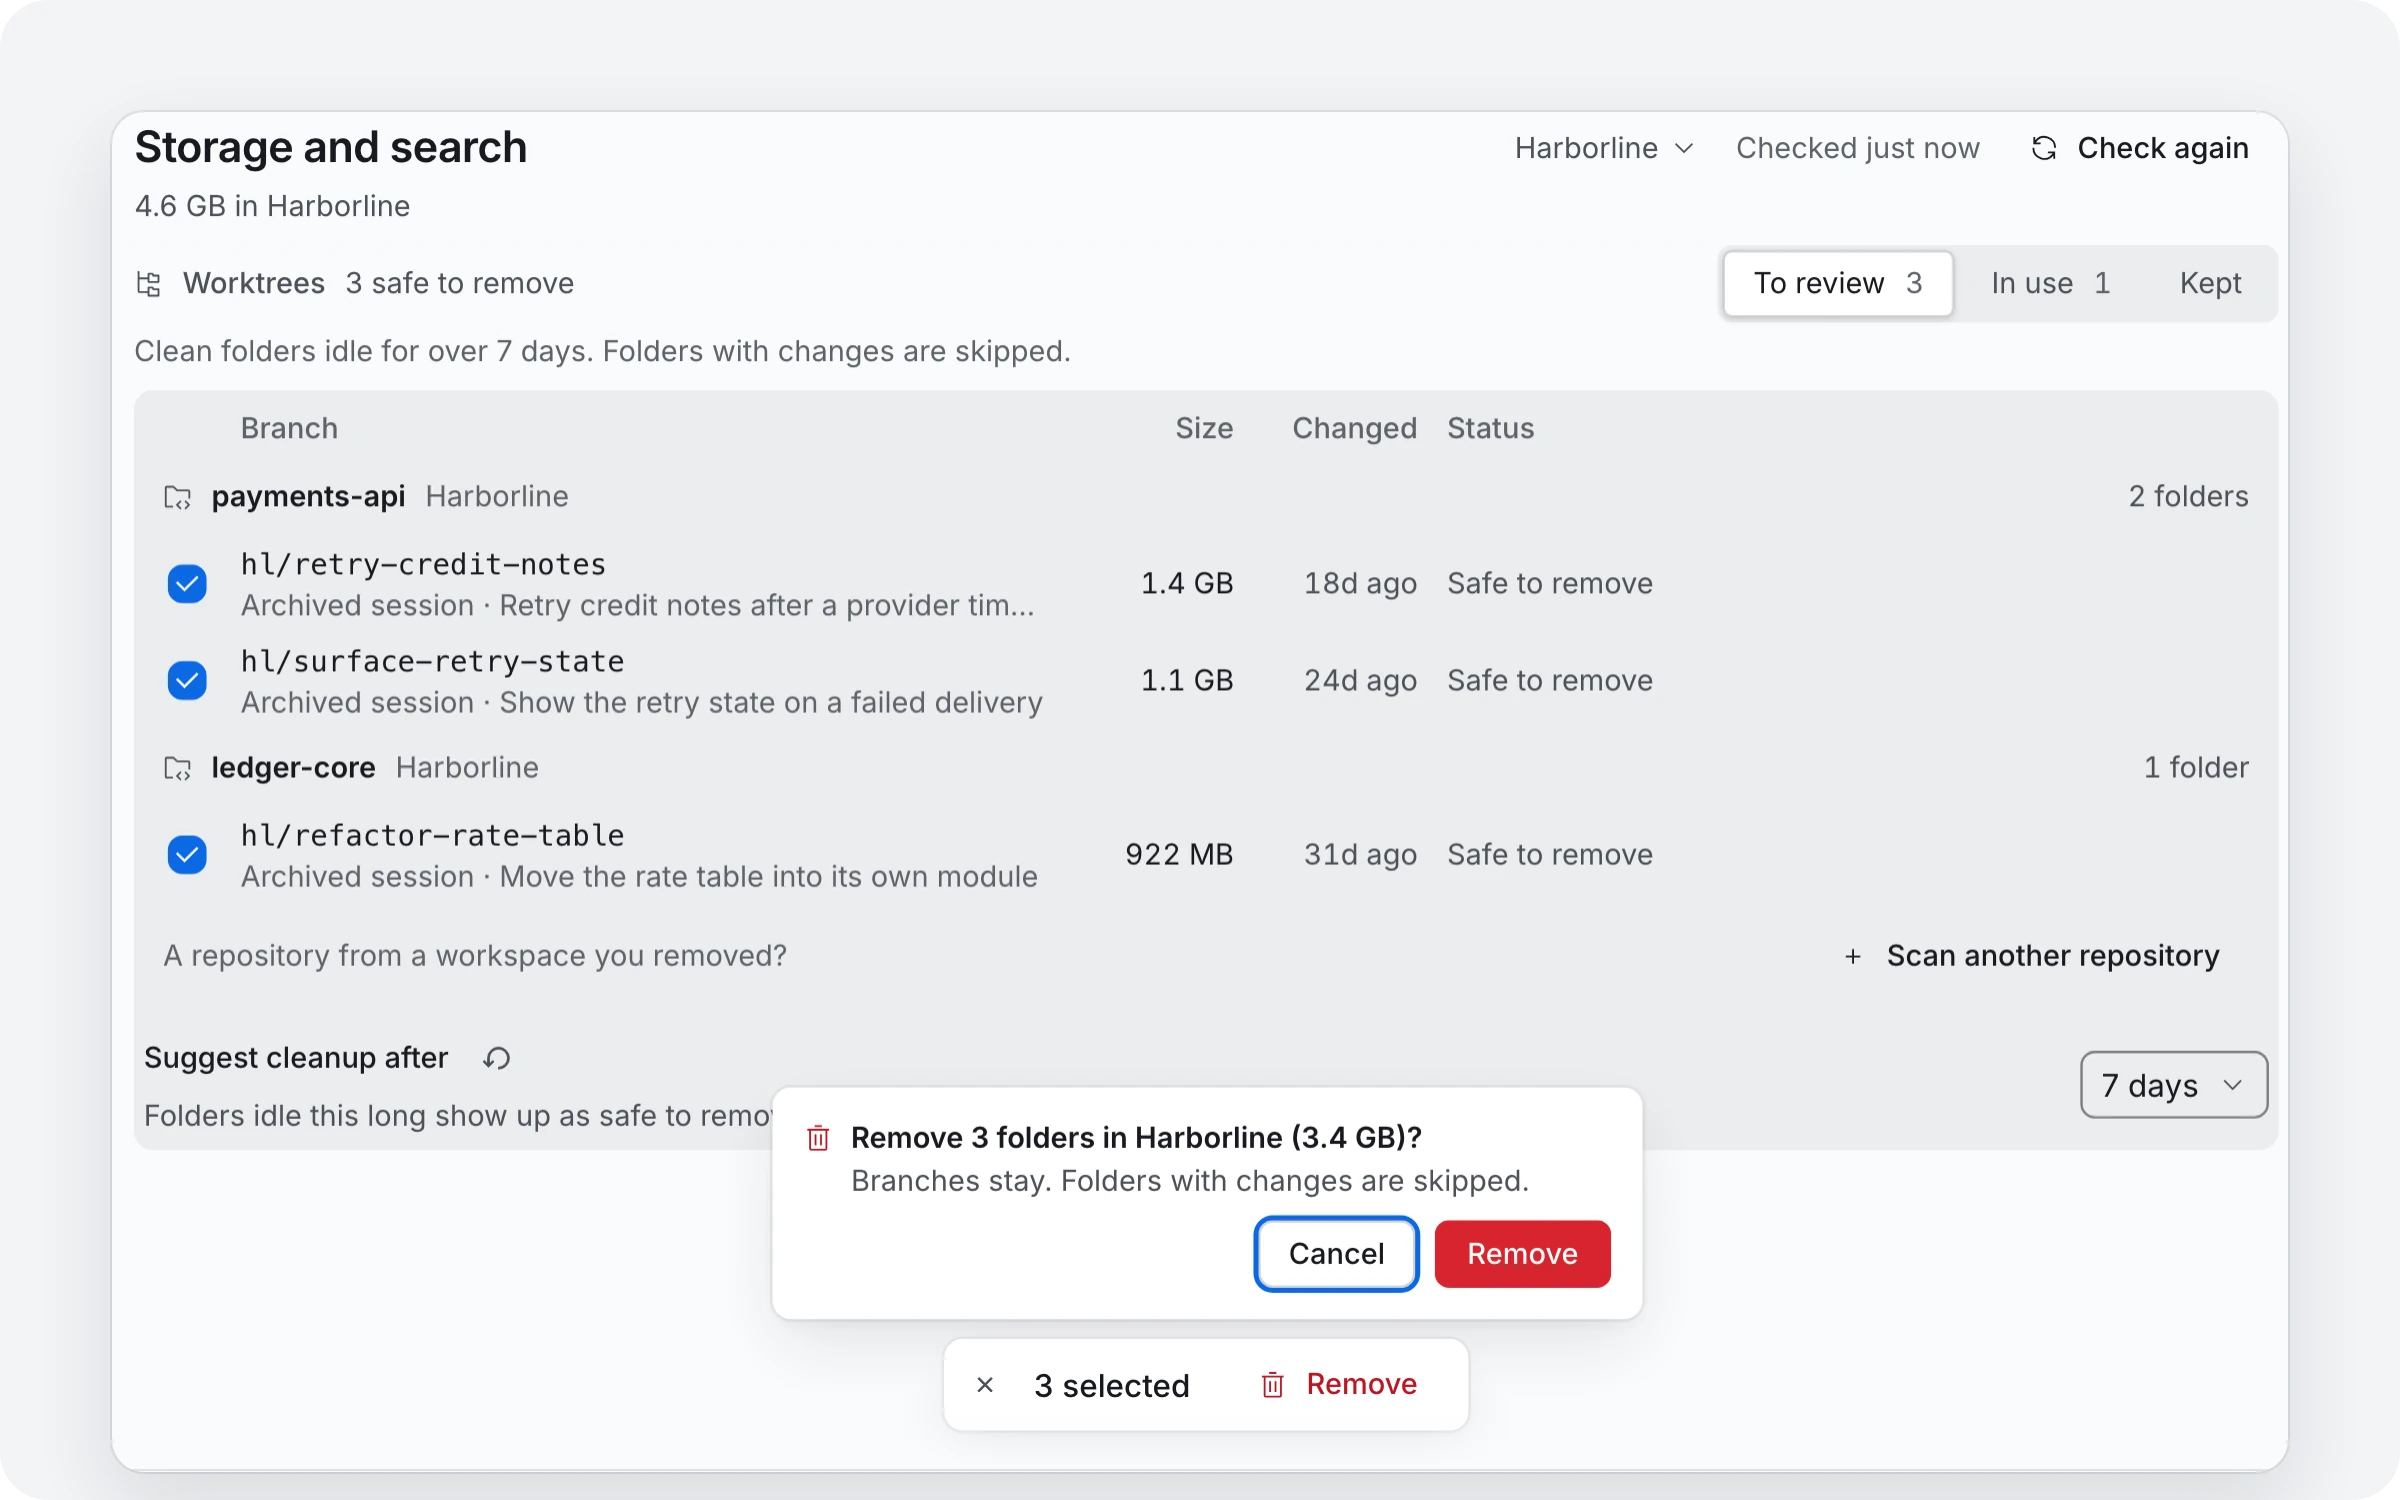 Storage and search
Harborline
Checked just now
Check again
4.6 GB in Harborline
Worktrees 3 safe to remove
To review 3
In use 1
Kept
Clean folders idle for over 7 days. Folders with changes are skipped.
Branch Size Changed Status
payments-api Harborline 2 folders
hl/retry-credit-notes
Archived session · Retry credit notes after a provider tim...
1.4 GB 18d ago Safe to remove
hl/surface-retry-state
Archived session · Show the retry state on a failed delivery
1.1 GB 24d ago Safe to remove
ledger-core Harborline 1 folder
hl/refactor-rate-table
Archived session · Move the rate table into its own module
922 MB 31d ago Safe to remove
A repository from a workspace you removed?
+ Scan another repository
Suggest cleanup after
7 days
Folders idle this long show up as safe to
Remove 3 folders in Harborline (3.4 GB)?
Branches stay. Folders with changes are skipped.
Cancel
Remove
3 selected
Remove